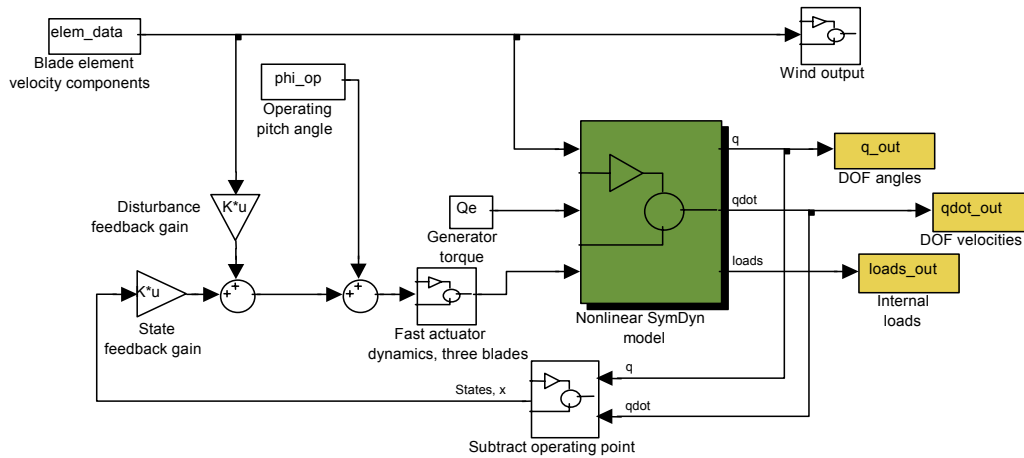 elem_data
Blade element
velocity components
Wind output
phi_op
Operating
pitch angle
q
q_out
DOF angles
K*u
Disturbance
feedback gain
Qe
Generator
torque
qdot
qdot_out
DOF velocities
loads
loads_out
Internal
loads
K*u
State
feedback gain
+
+
+
+
Fast actuator
dynamics, three blades
Nonlinear SymDyn
model
q
States, x
qdot
Subtract operating point